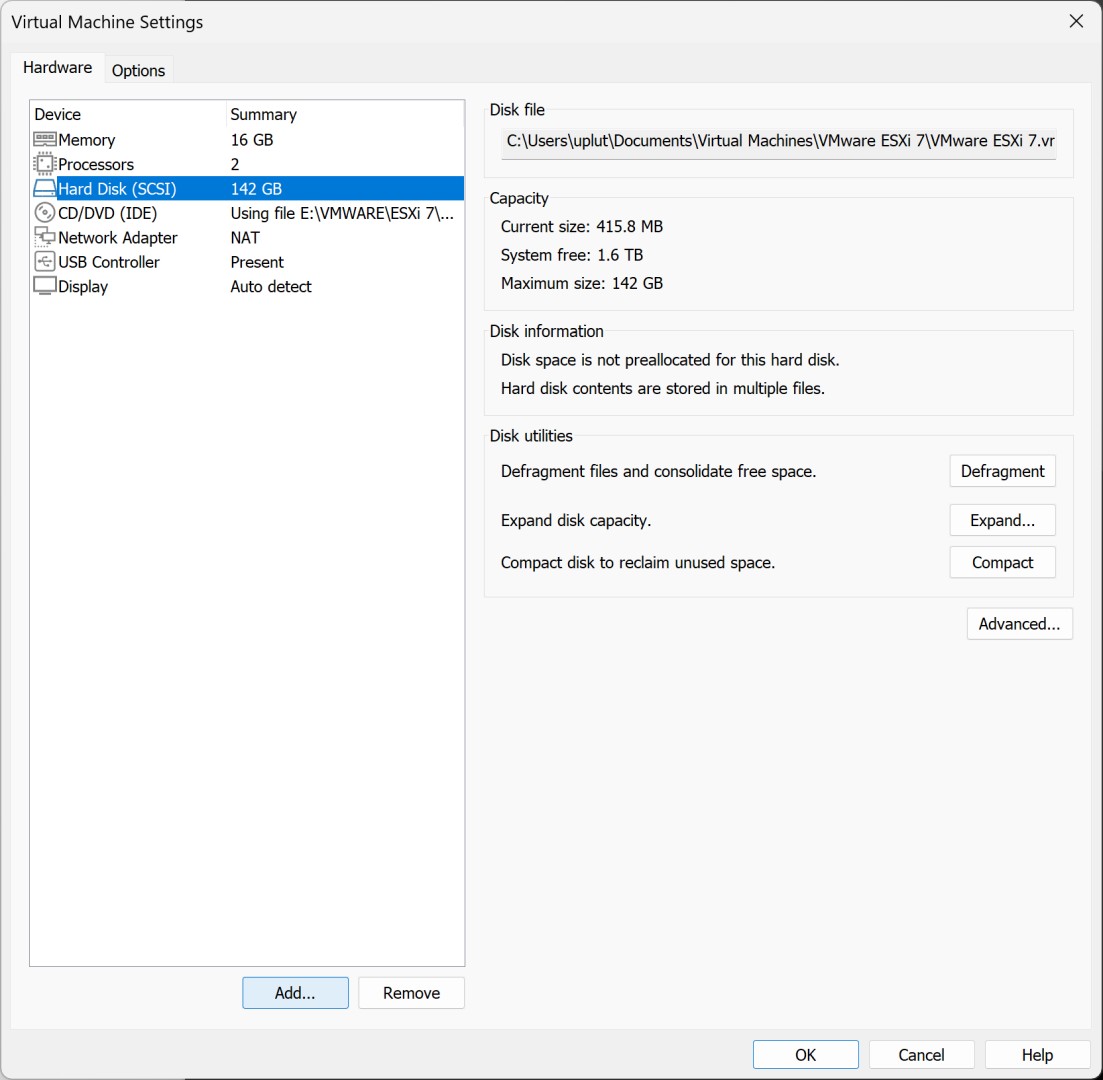 Virtual Machine Settings
Hardware
Options
Device Summary
Memory 16 GB
Processors 2
Hard Disk (SCSI) 142 GB
CD/DVD (IDE) Using file E:\VMWARE\ESXi 7\...
Network Adapter NAT
USB Controller Present
Display Auto detect
Add...
Remove
Disk file
C:\Users\uplut\Documents\Virtual Machines\VMware ESXi 7\VMware ESXi 7.vr
Capacity
Current size: 415.8 MB
System free: 1.6 TB
Maximum size: 142 GB
Disk information
Disk space is not preallocated for this hard disk.
Hard disk contents are stored in multiple files.
Disk utilities
Defragment files and consolidate free space.
Defragment
Expand disk capacity.
Expand...
Compact disk to reclaim unused space.
Compact
Advanced...
OK
Cancel
Help